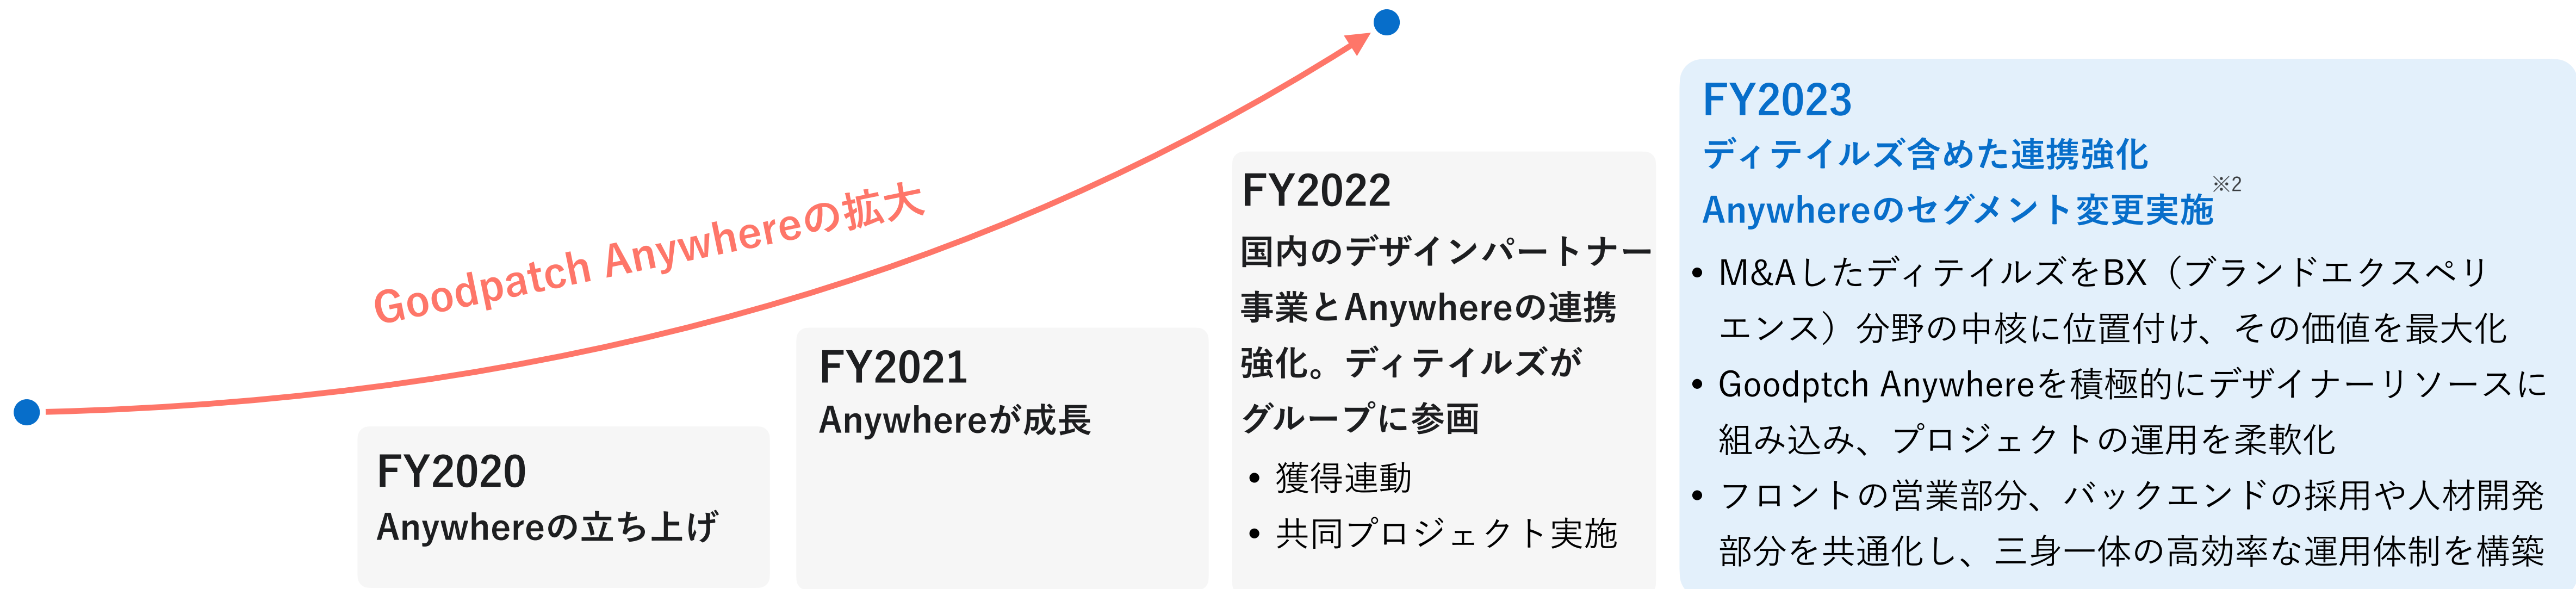 Goodpatch Anywhereの拡大
FY2020
Anywhereの立ち上げ
FY2021
Anywhereが成長
FY2022
国内のデザインパートナー
事業とAnywhereの連携
強化。ディテイルズが
グループに参画
• 獲得連動
• 共同プロジェクト実施
FY2023
ディテイルズ含めた連携強化
Anywhereのセグメント変更実施※2
• M&AしたディテイルズをBX（ブランドエクスペリ
エンス）分野の中核に位置付け、その価値を最大化
• Goodptch Anywhereを積極的にデザイナーリソースに
組み込み、プロジェクトの運用を柔軟化
• フロントの営業部分、バックエンドの採用や人材開発
部分を共通化し、三身一体の高効率な運用体制を構築